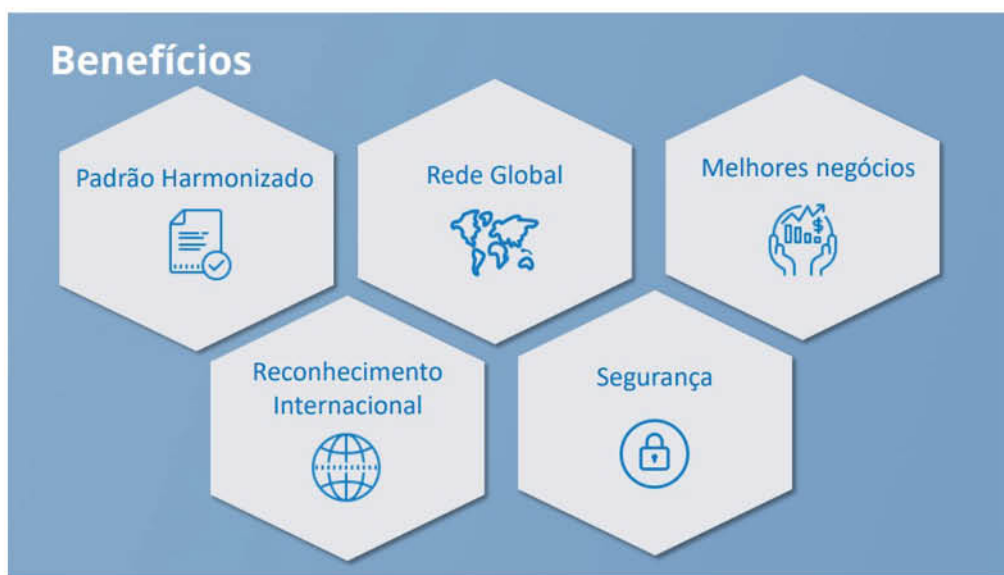 Benefícios
Padrão Harmonizado
Rede Global
Melhores negócios
$
Reconhecimento
Internacional
Segurança